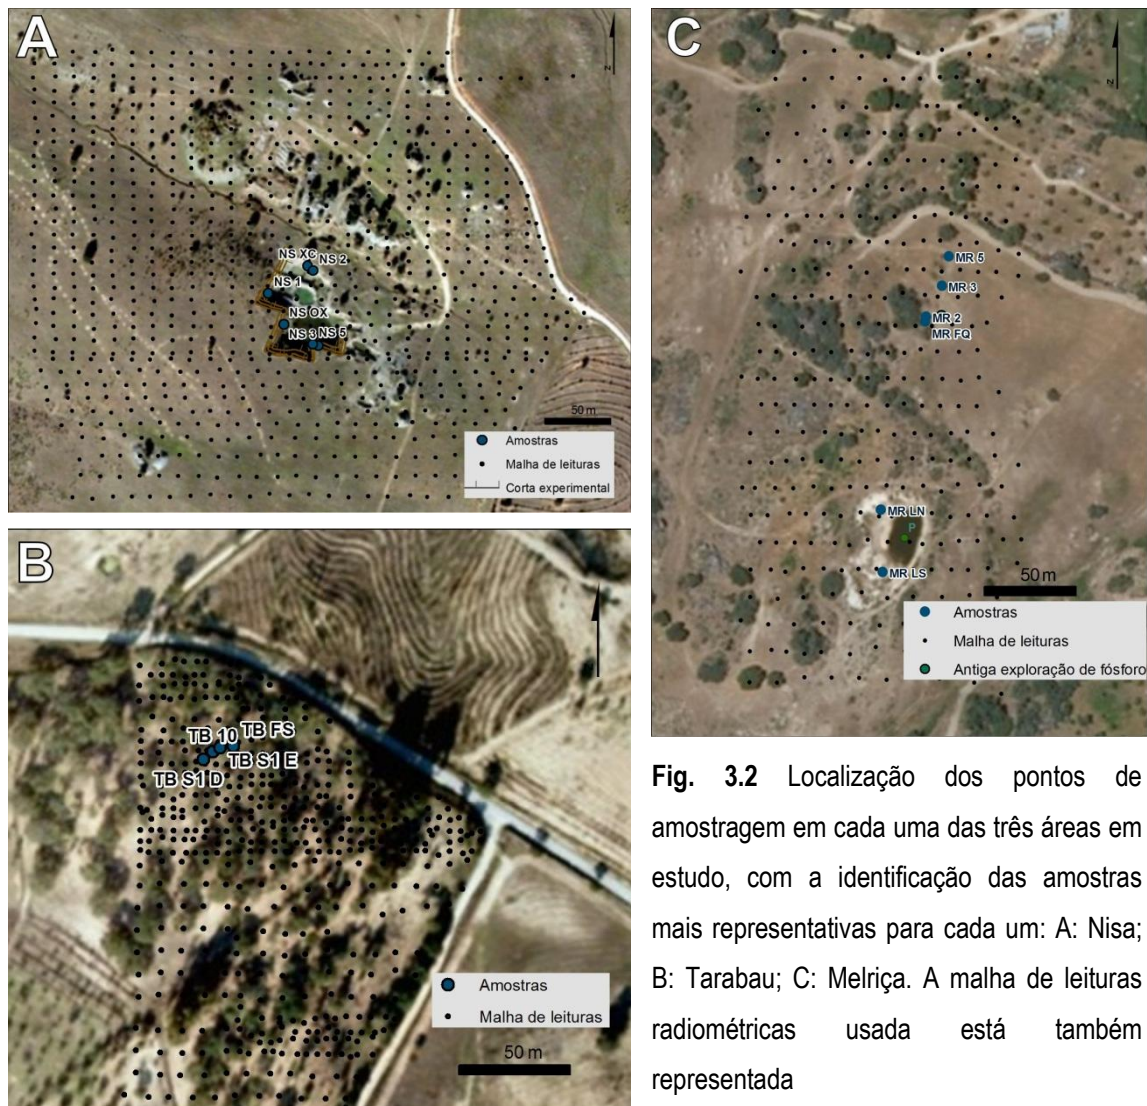 A
N
NS XC
NS 2
NS 1
NS OX
NS 3
NS 5
50 m
Amostras
Malha de leituras
Corta experimental
B
TB 10
TB FS
TB S1 E
TB S1 D
Amostras
Malha de leituras
50 m
C
N
MR 5
MR 3
MR 2
MR FQ
MR LN
P
MR LS
50 m
Amostras
Malha de leituras
Antiga exploração de fósforo
Fig. 3.2 Localização dos pontos de
amostragem em cada uma das três áreas em
estudo, com a identificação das amostras
mais representativas para cada um: A: Nisa;
B: Tarabau; C: Melriça. A malha de leituras
radiométricas usada está também
representada